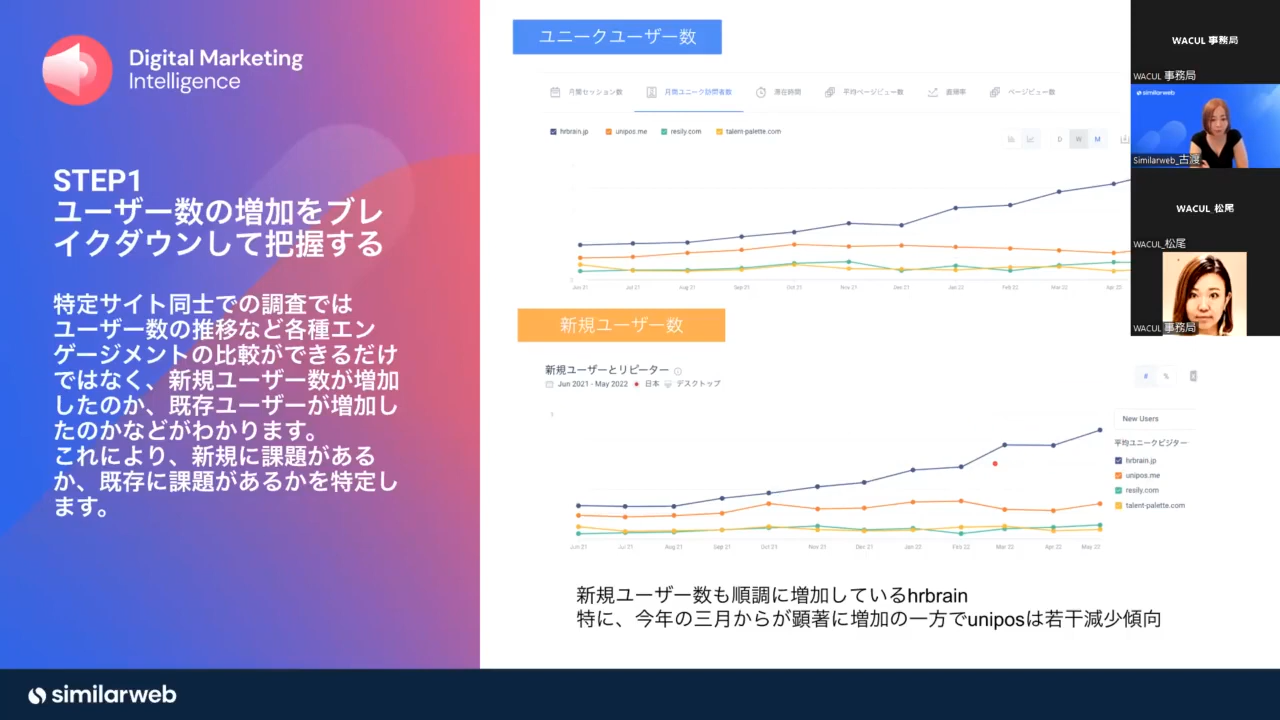 Digital Marketing
Intelligence
STEP1
ユーザー数の増加をブレ
イクダウンして把握する
特定サイト同士での調査では
ユーザー数の推移など各種エン
ゲージメントの比較ができるだけ
ではなく、新規ユーザー数が増加
したのか、既存ユーザーが増加し
たのかなどがわかります。
これにより、新規に課題がある
か、既存に課題があるかを特定し
ます。
ユニークユーザー数
月間セッション数 月間ユニーク訪問者数 滞在時間 平均ページビュー数 直帰率 ページビュー数
hrbrain.jp unipos.me resily.com talent-palette.com
D W M
Jun 21 Jul 21 Aug 21 Sep 21 Oct 21 Nov 21 Dec 21 Jan 22 Feb 22 Mar 22 Apr 22
新規ユーザー数
新規ユーザーとリピーター
Jun 2021 - May 2022 日本 デスクトップ
# %
New Users
平均ユニークビジター
hrbrain.jp
unipos.me
resily.com
talent-palette.com
Jun 21 Jul 21 Aug 21 Sep 21 Oct 21 Nov 21 Dec 21 Jan 22 Feb 22 Mar 22 Apr 22 May 22
新規ユーザー数も順調に増加しているhrbrain
特に、今年の三月からが顕著に増加の一方でuniposは若干減少傾向
WACUL 事務局
WACUL 事務局
similarweb
Similarweb_古渡
WACUL_松尾
WACUL_松尾
WACUL 事務局
similarweb